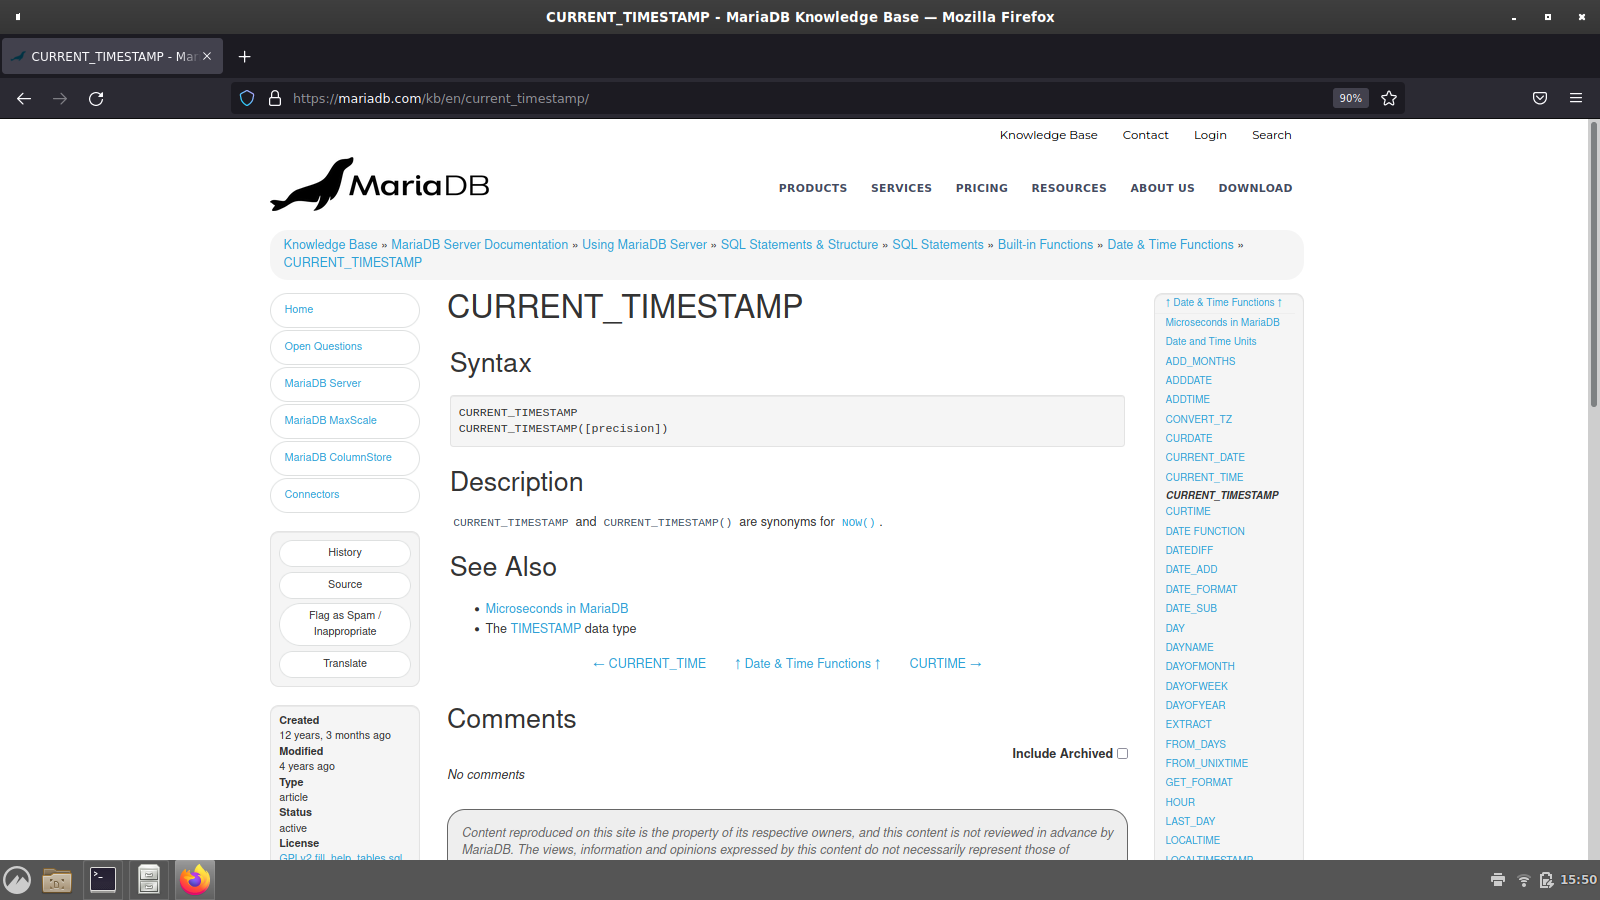 CURRENT_TIMESTAMP - MariaDB Knowledge Base — Mozilla Firefox
CURRENT_TIMESTAMP - Mar
https://mariadb.com/kb/en/current_timestamp/
90%
Knowledge Base Contact Login Search
MariaDB
PRODUCTS SERVICES PRICING RESOURCES ABOUT US DOWNLOAD
Knowledge Base » MariaDB Server Documentation » Using MariaDB Server » SQL Statements & Structure » SQL Statements » Built-in Functions » Date & Time Functions »
CURRENT_TIMESTAMP
Home
Open Questions
MariaDB Server
MariaDB MaxScale
MariaDB ColumnStore
Connectors
History
Source
Flag as Spam /
Inappropriate
Translate
Created
12 years, 3 months ago
Modified
4 years ago
Type
article
Status
active
License
GPLv2 fill_help_tables.sql
CURRENT_TIMESTAMP
Syntax
CURRENT_TIMESTAMP
CURRENT_TIMESTAMP([precision])
Description
CURRENT_TIMESTAMP and CURRENT_TIMESTAMP() are synonyms for NOW() .
See Also
• Microseconds in MariaDB
• The TIMESTAMP data type
← CURRENT_TIME ↑ Date & Time Functions ↑ CURTIME →
Comments
Include Archived
No comments
Content reproduced on this site is the property of its respective owners, and this content is not reviewed in advance by
MariaDB. The views, information and opinions expressed by this content do not necessarily represent those of
↑ Date & Time Functions ↑
Microseconds in MariaDB
Date and Time Units
ADD_MONTHS
ADDDATE
ADDTIME
CONVERT_TZ
CURDATE
CURRENT_DATE
CURRENT_TIME
CURRENT_TIMESTAMP
CURTIME
DATE FUNCTION
DATEDIFF
DATE_ADD
DATE_FORMAT
DATE_SUB
DAY
DAYNAME
DAYOFMONTH
DAYOFWEEK
DAYOFYEAR
EXTRACT
FROM_DAYS
FROM_UNIXTIME
GET_FORMAT
HOUR
LAST_DAY
LOCALTIME
LOCALTIMESTAMP
15:50